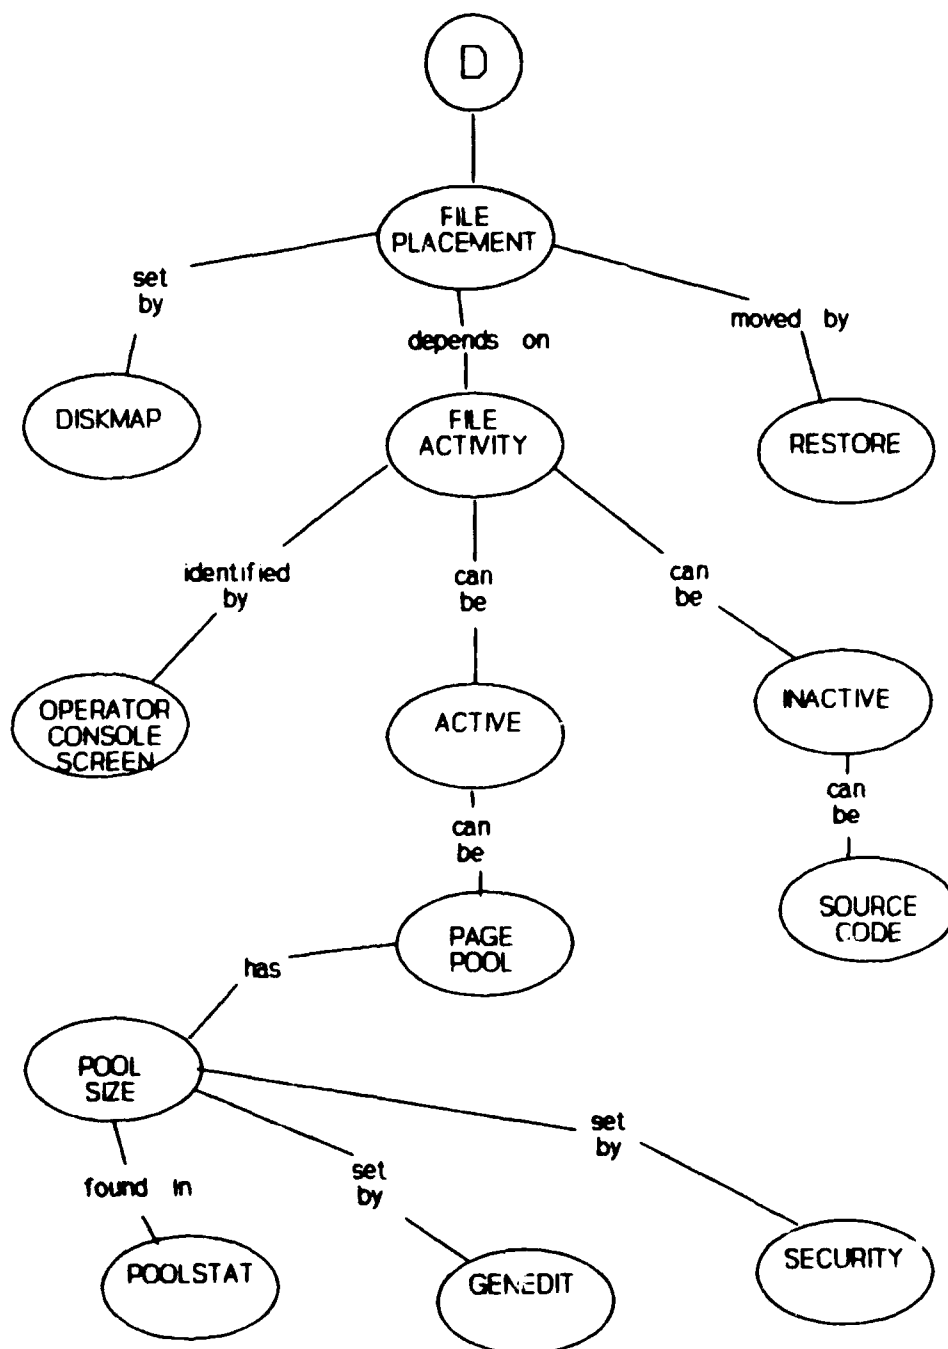 D
FILE
PLACEMENT
set
by
depends on
moved by
DISKMAP
FILE
ACTIVITY
RESTORE
identified
by
can
be
can
be
OPERATOR
CONSOLE
SCREEN
ACTIVE
INACTIVE
can
be
can
be
PAGE
POOL
SOURCE
CODE
has
POOL
SIZE
set
by
found in
set
by
POOLSTAT
GENEDIT
SECURITY